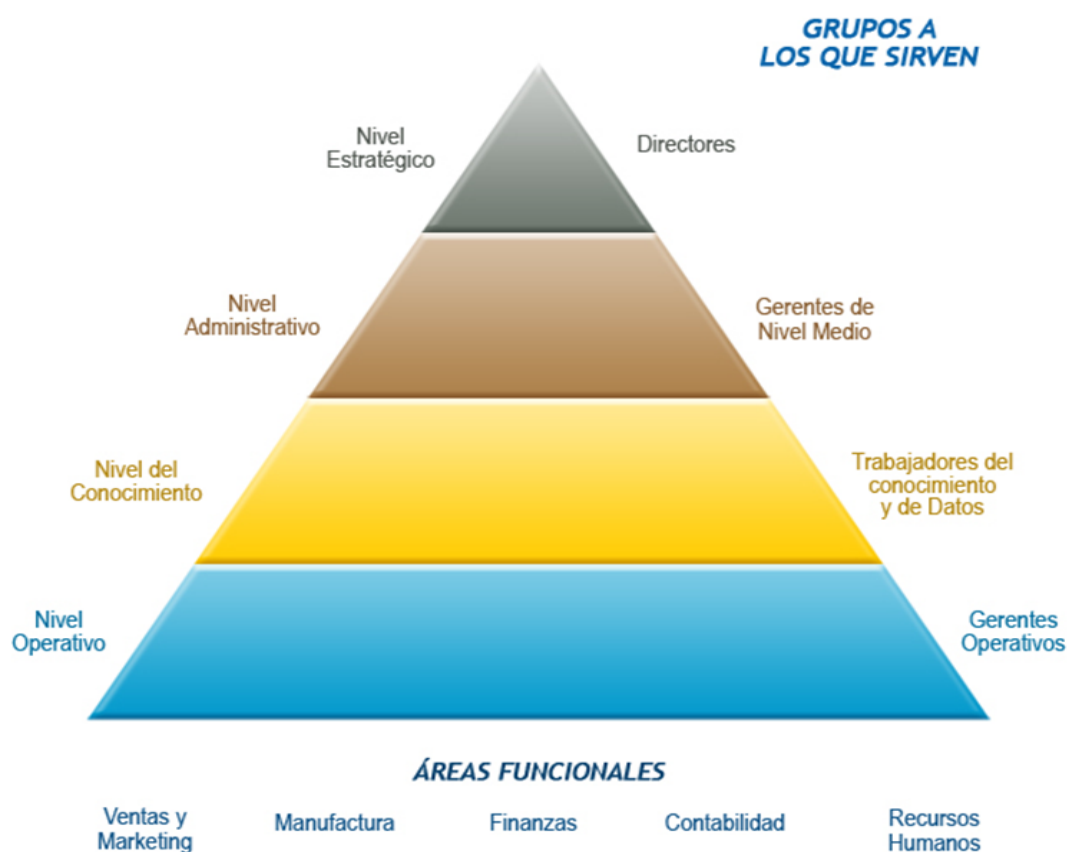 GRUPOS A
LOS QUE SIRVEN
Nivel
Estratégico
Directores
Nivel
Administrativo
Gerentes de
Nivel Medio
Nivel del
Conocimiento
Trabajadores del
conocimiento
y de Datos
Nivel
Operativo
Gerentes
Operativos
ÁREAS FUNCIONALES
Ventas y
Marketing
Manufactura
Finanzas
Contabilidad
Recursos
Humanos